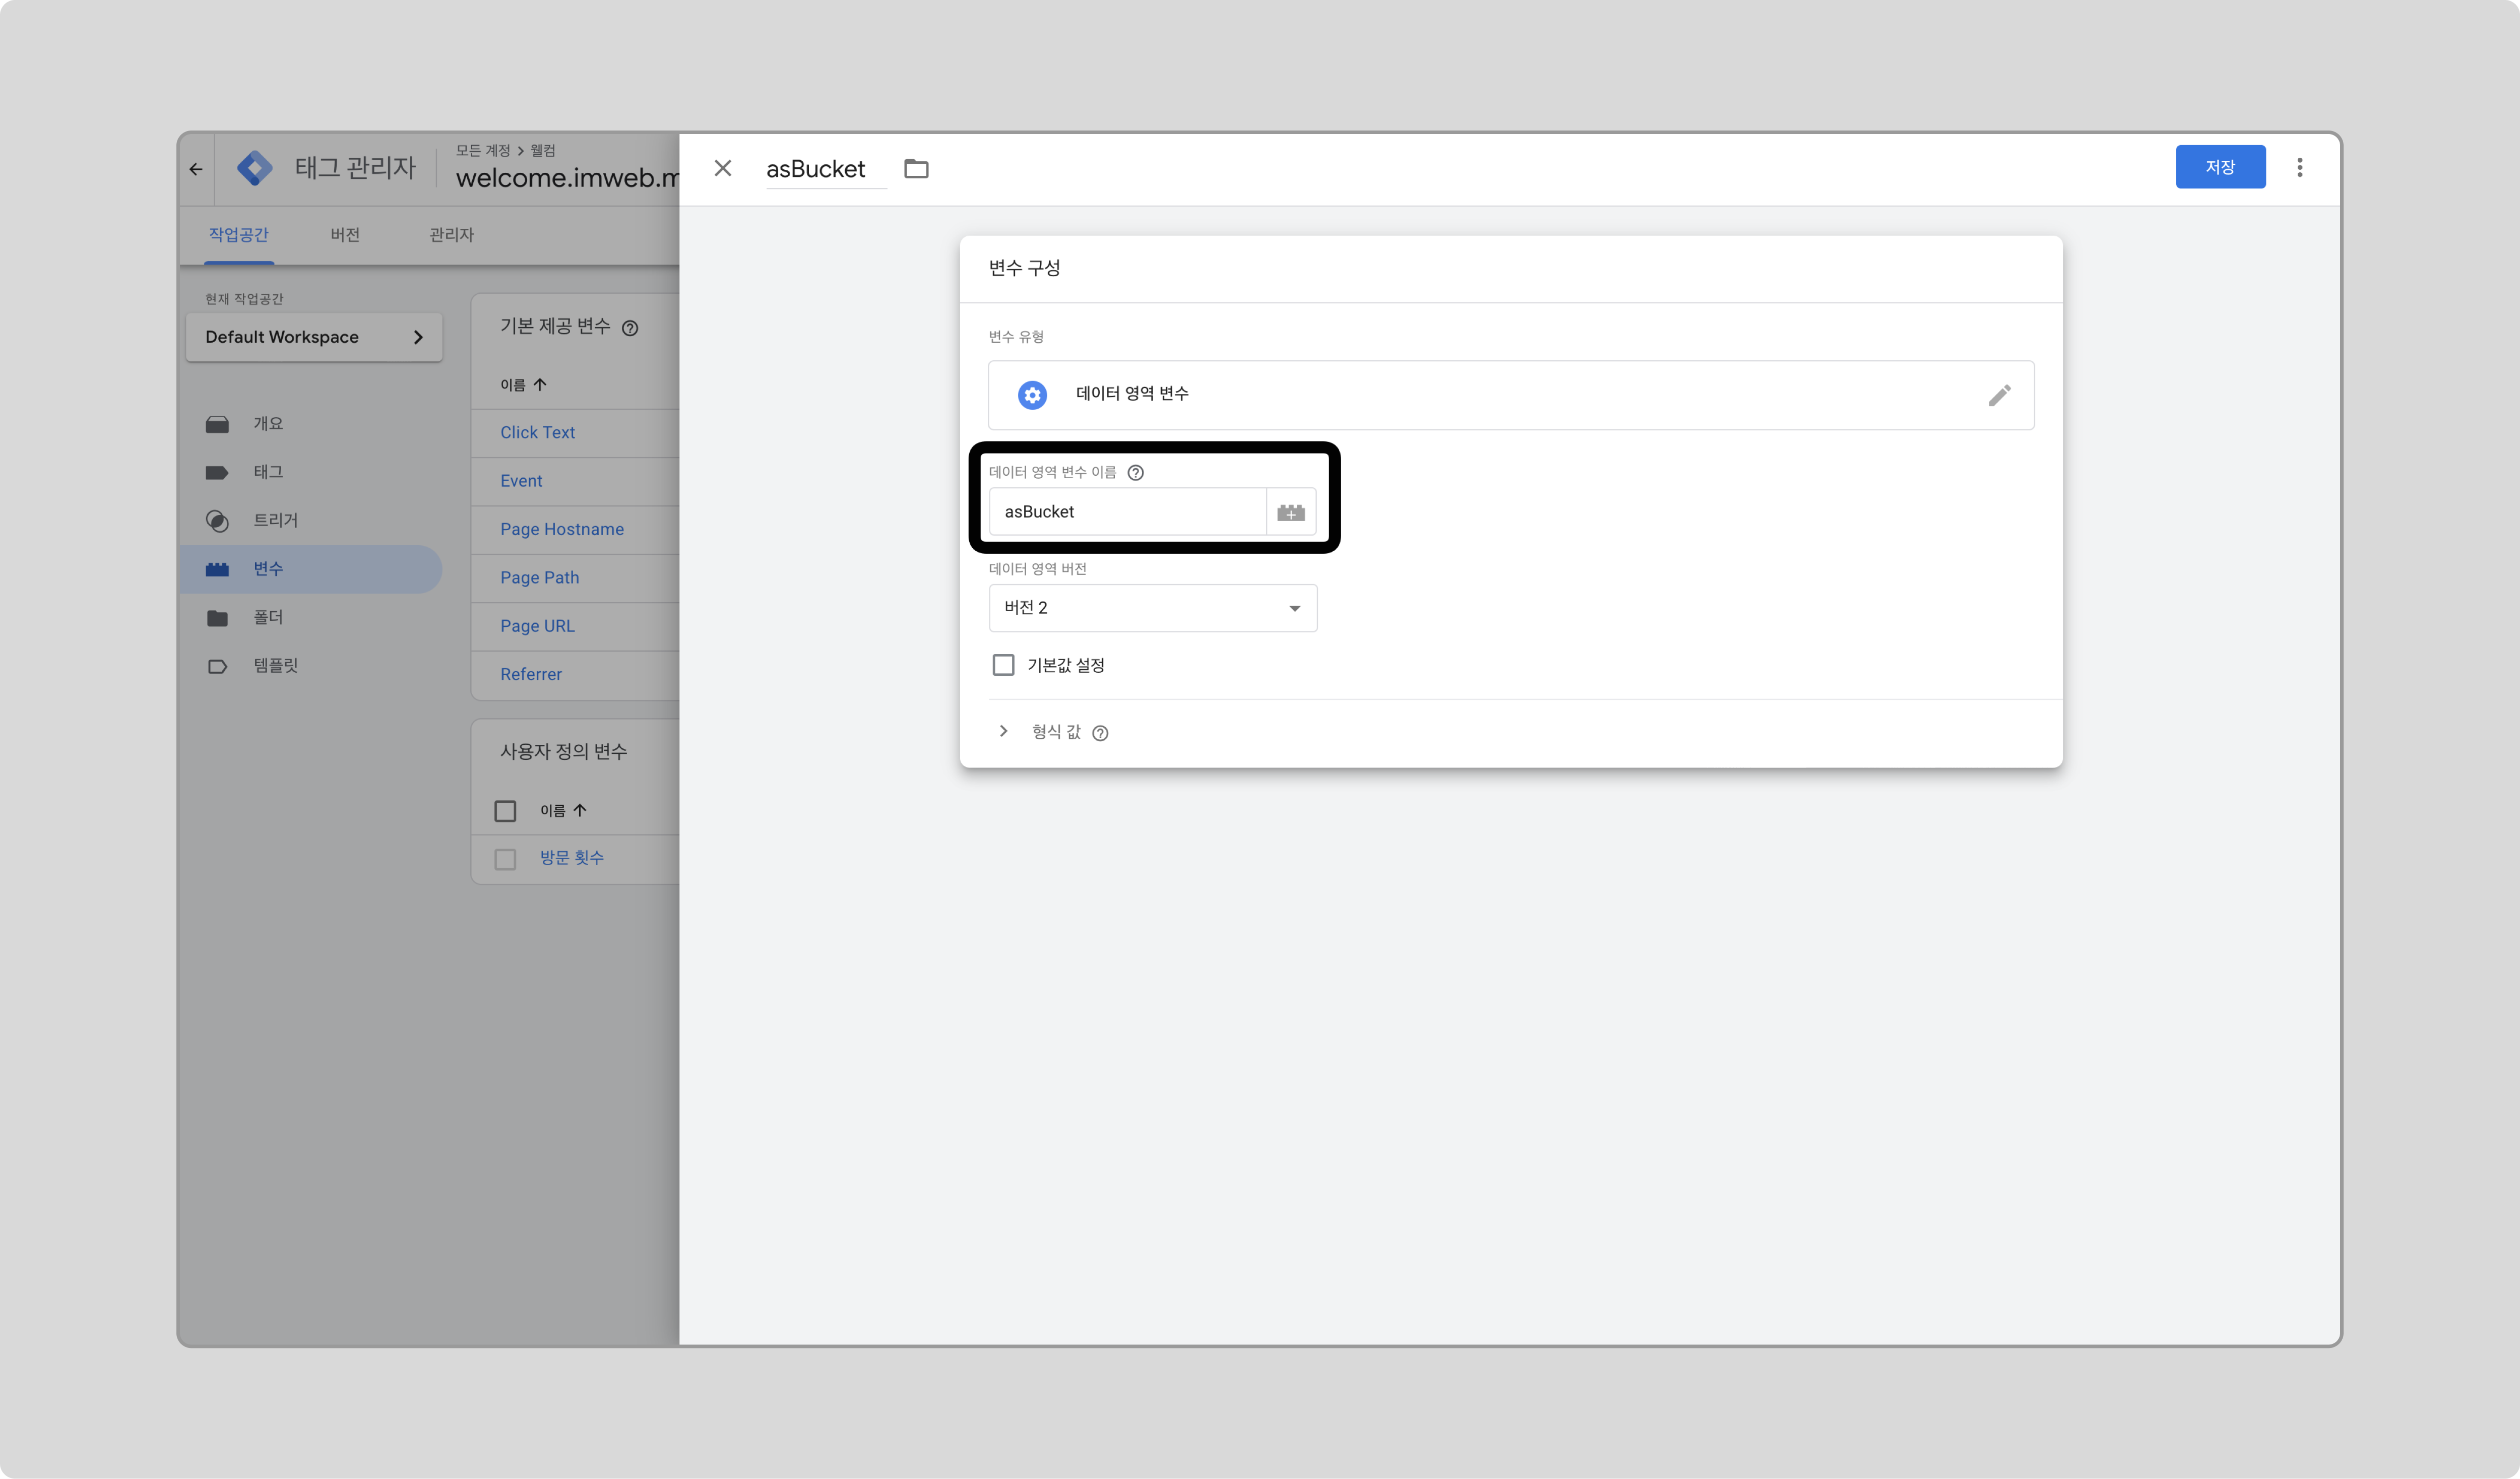 태그 관리자
모든 계정 > 웰컴
welcome.imweb.m
작업공간
버전
관리자
현재 작업공간
Default Workspace
개요
태그
트리거
변수
폴더
템플릿
기본 제공 변수
이름
Click Text
Event
Page Hostname
Page Path
Page URL
Referrer
사용자 정의 변수
이름
방문 횟수
asBucket
저장
변수 구성
변수 유형
데이터 영역 변수
데이터 영역 변수 이름
asBucket
데이터 영역 버전
버전 2
기본값 설정
형식 값